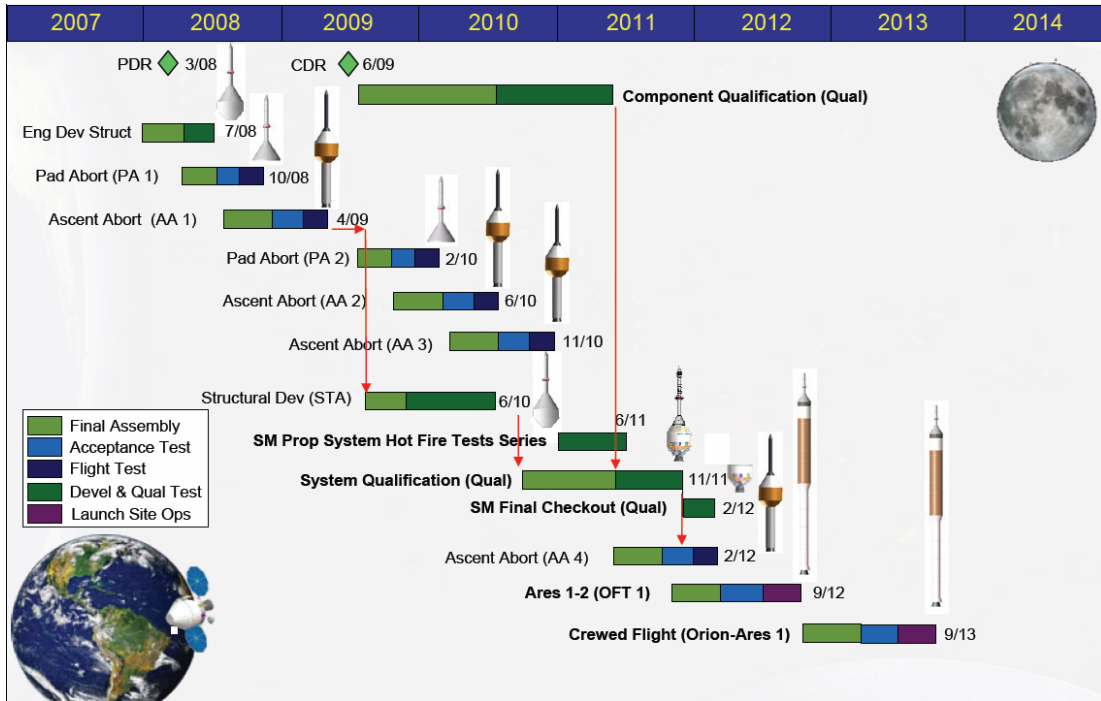 2007 2008 2009 2010 2011 2012 2013 2014
PDR 3/08 CDR 6/09
Component Qualification (Qual)
Eng Dev Struct 7/08
Pad Abort (PA 1) 10/08
Ascent Abort (AA 1) 4/09
Pad Abort (PA 2) 2/10
Ascent Abort (AA 2) 6/10
Ascent Abort (AA 3) 11/10
Structural Dev (STA) 6/10
SM Prop System Hot Fire Tests Series 6/11
System Qualification (Qual) 11/11
SM Final Checkout (Qual) 2/12
Ascent Abort (AA 4) 2/12
Ares 1-2 (OFT 1) 9/12
Crewed Flight (Orion-Ares 1) 9/13
Final Assembly
Acceptance Test
Flight Test
Devel & Qual Test
Launch Site Ops